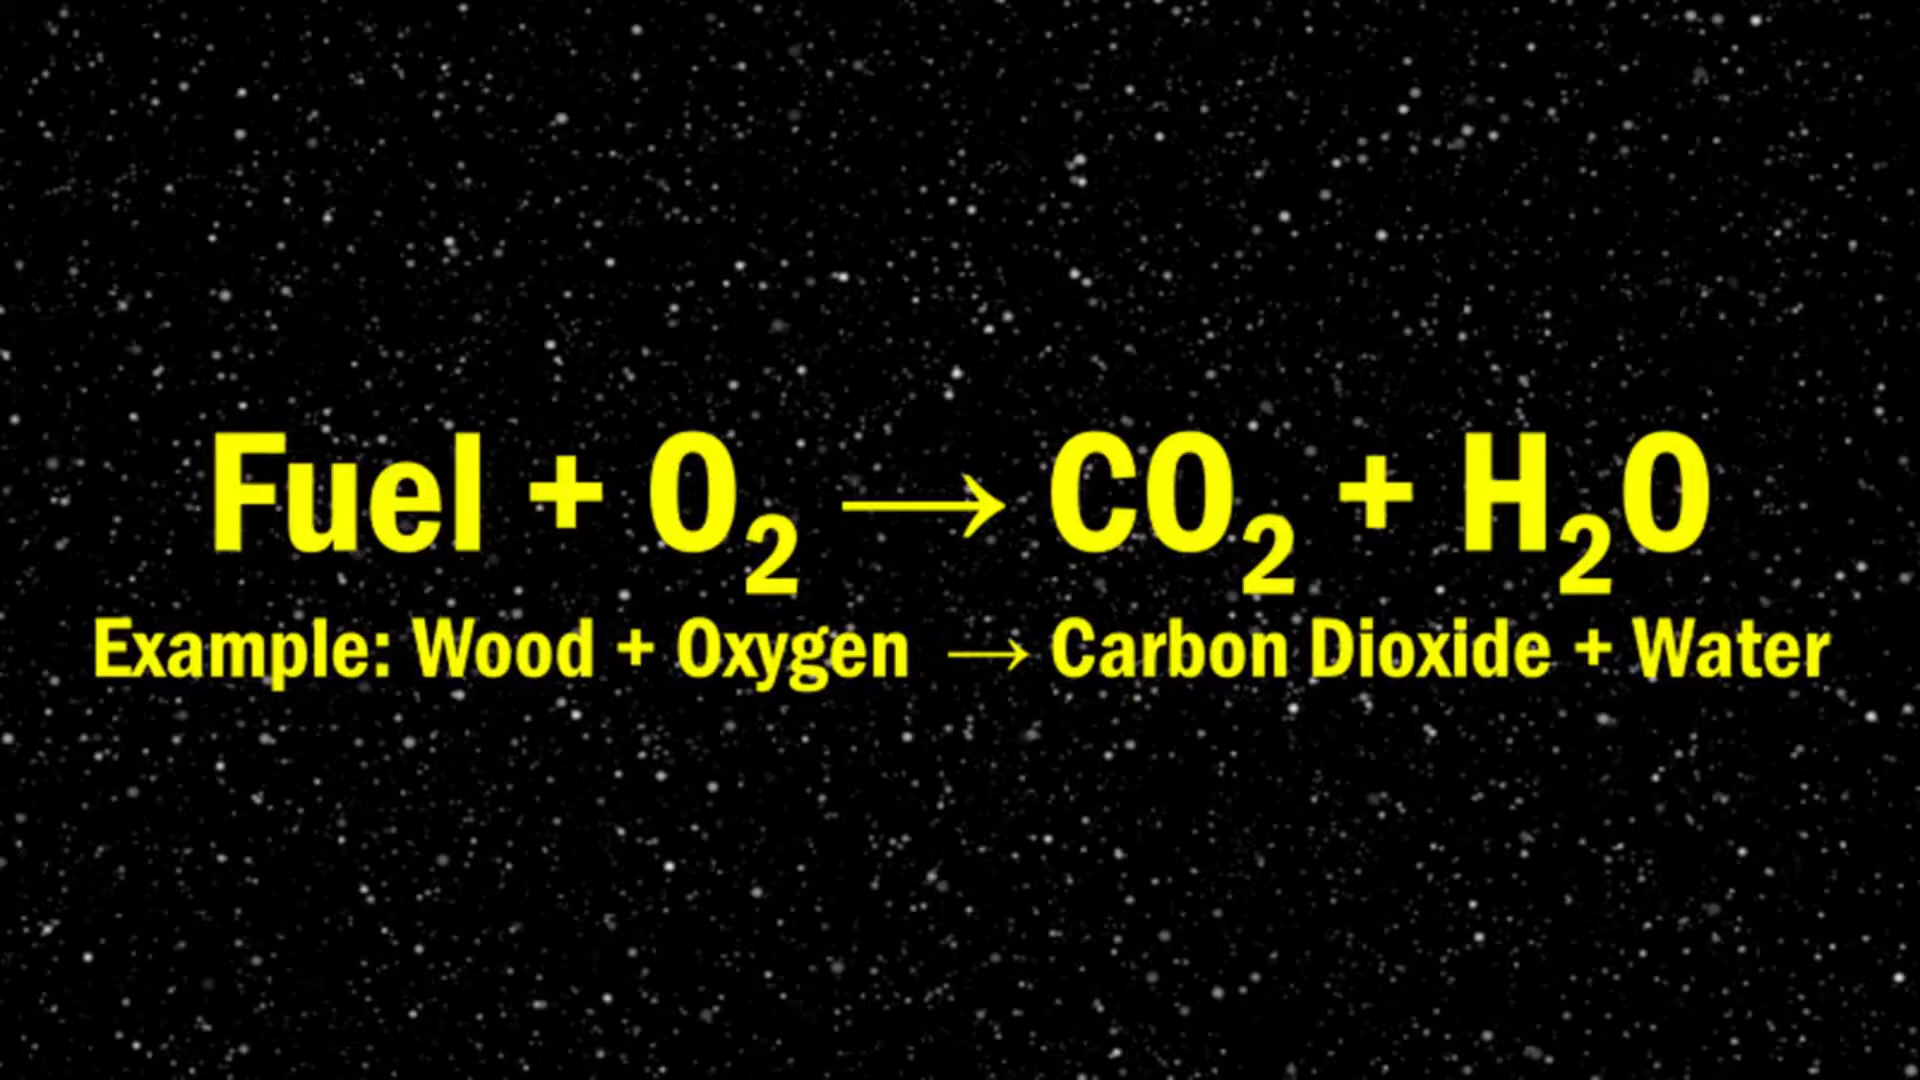 Fuel + O₂ → CO₂ + H₂O
Example: Wood + Oxygen → Carbon Dioxide + Water